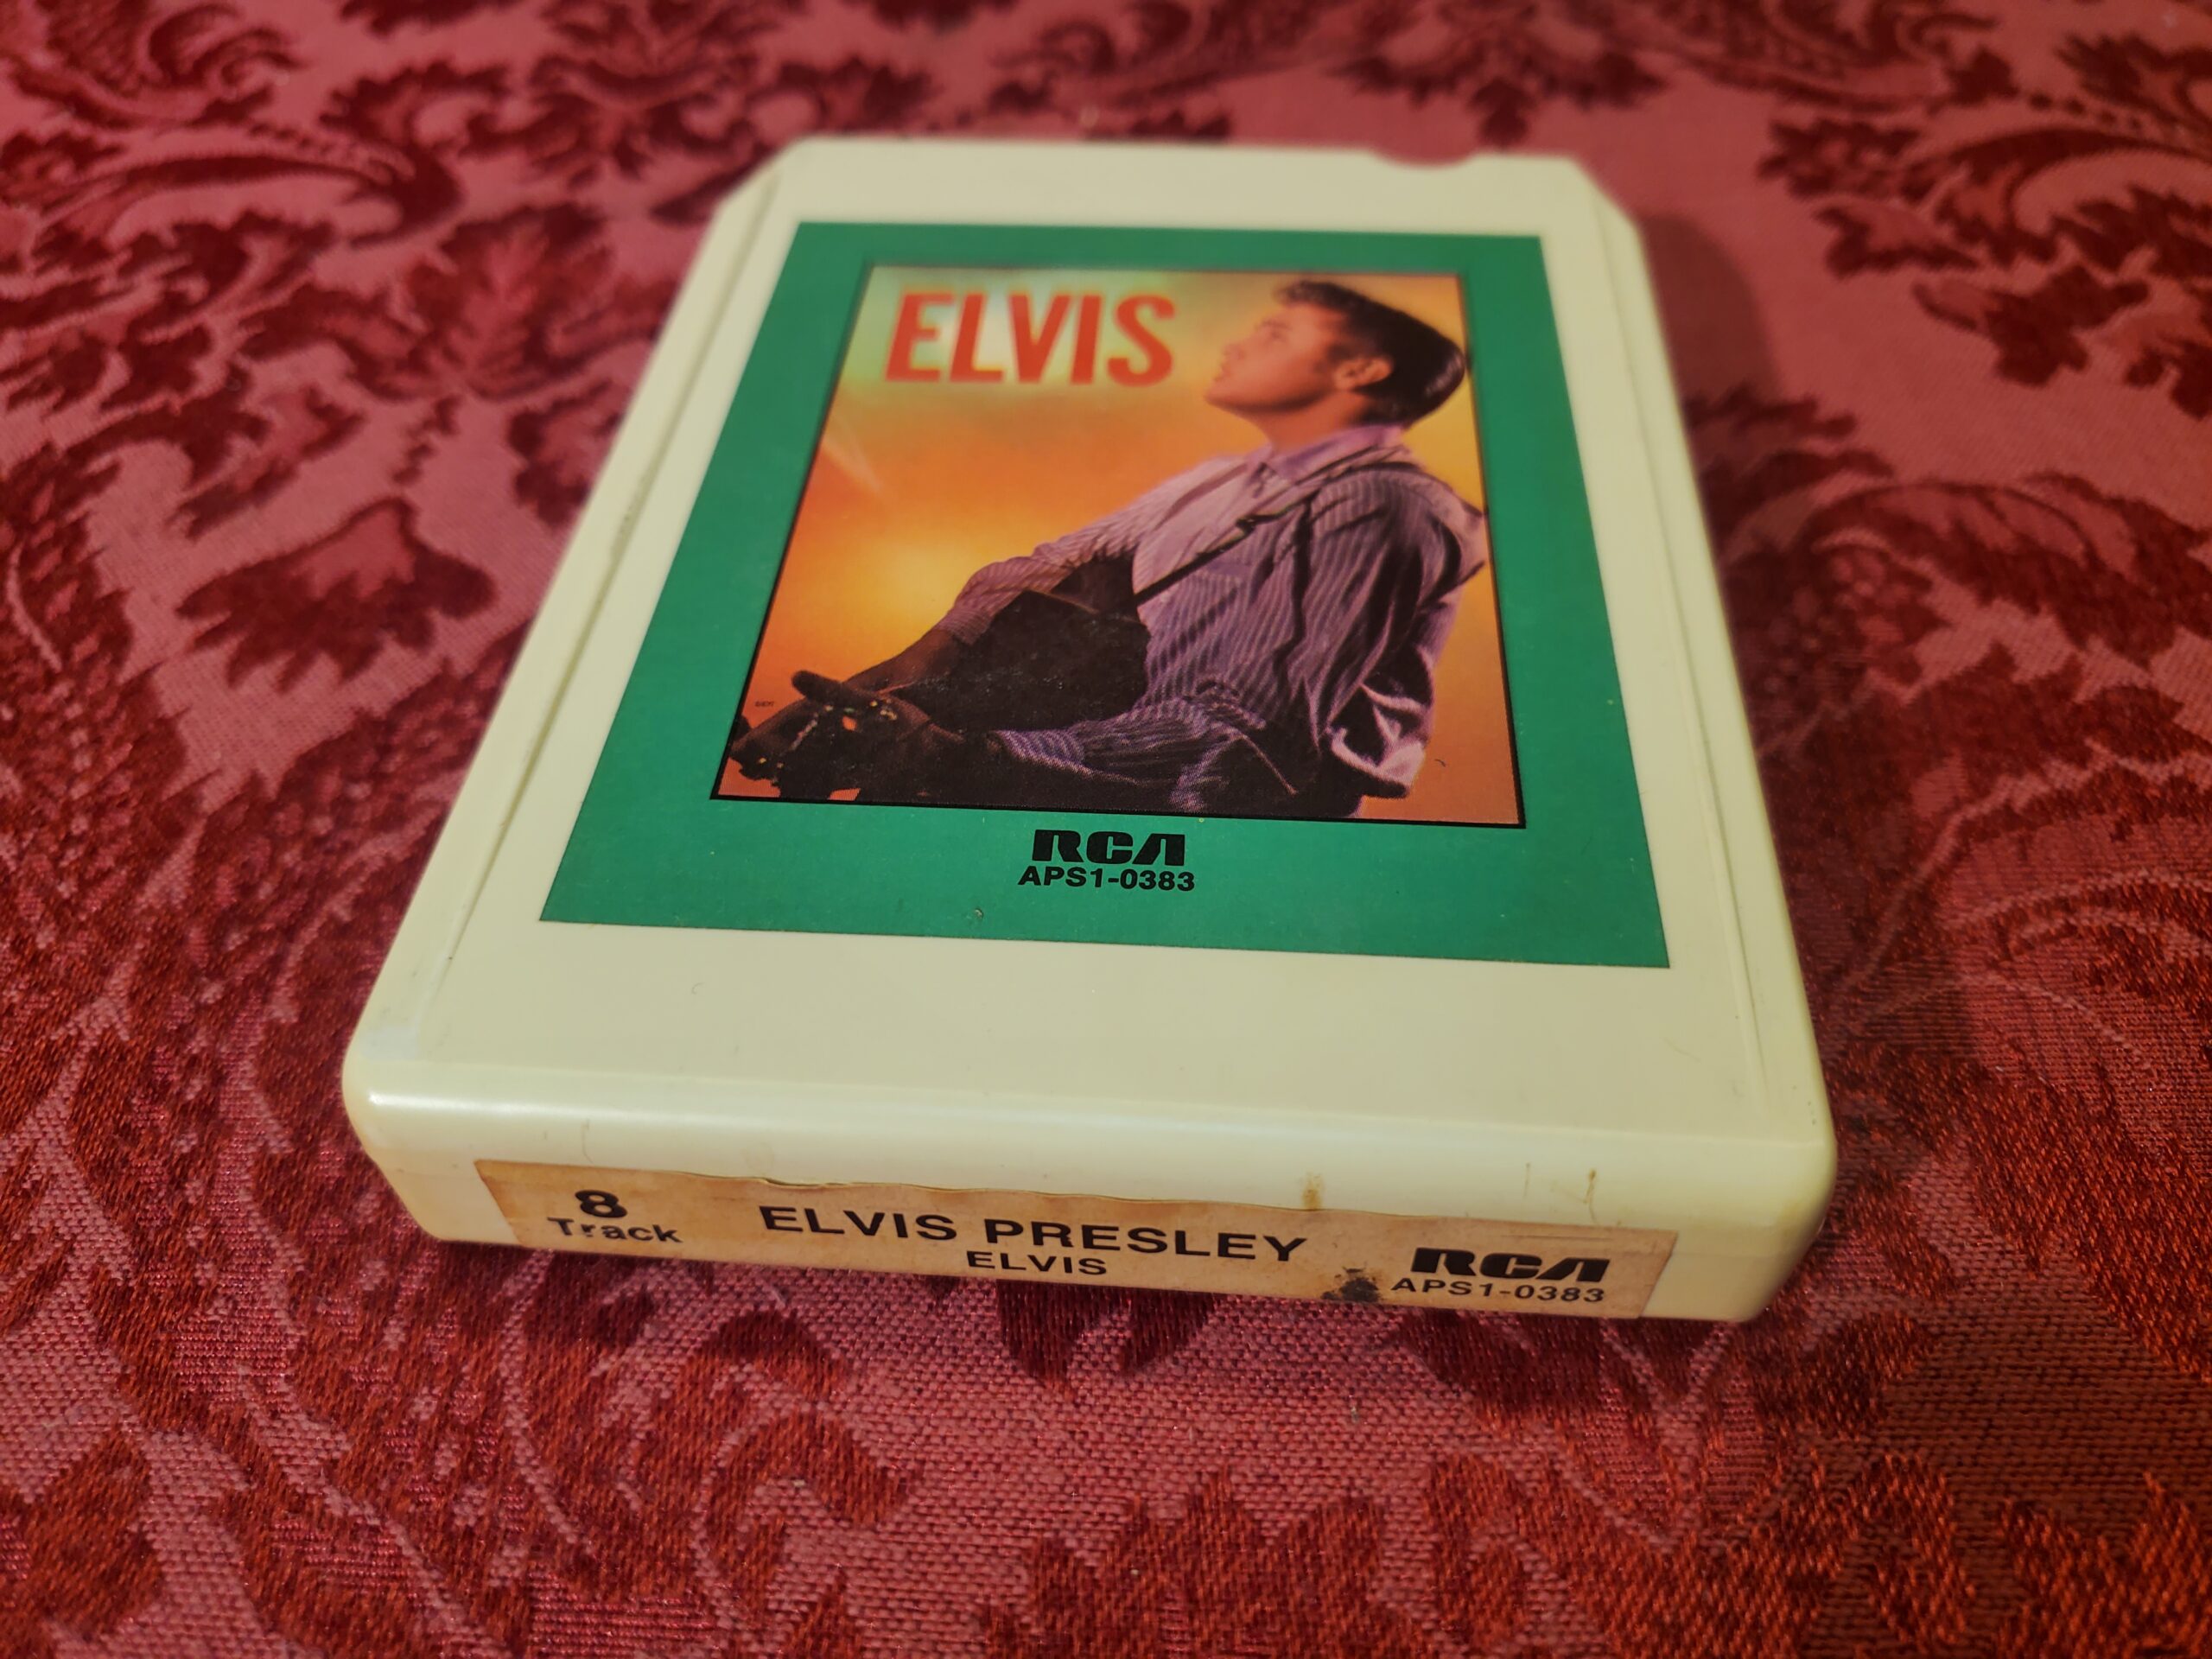 ELVIS
RCA
APS1-0383
8
Track
ELVIS PRESLEY
ELVIS
RCA
APS1-0383